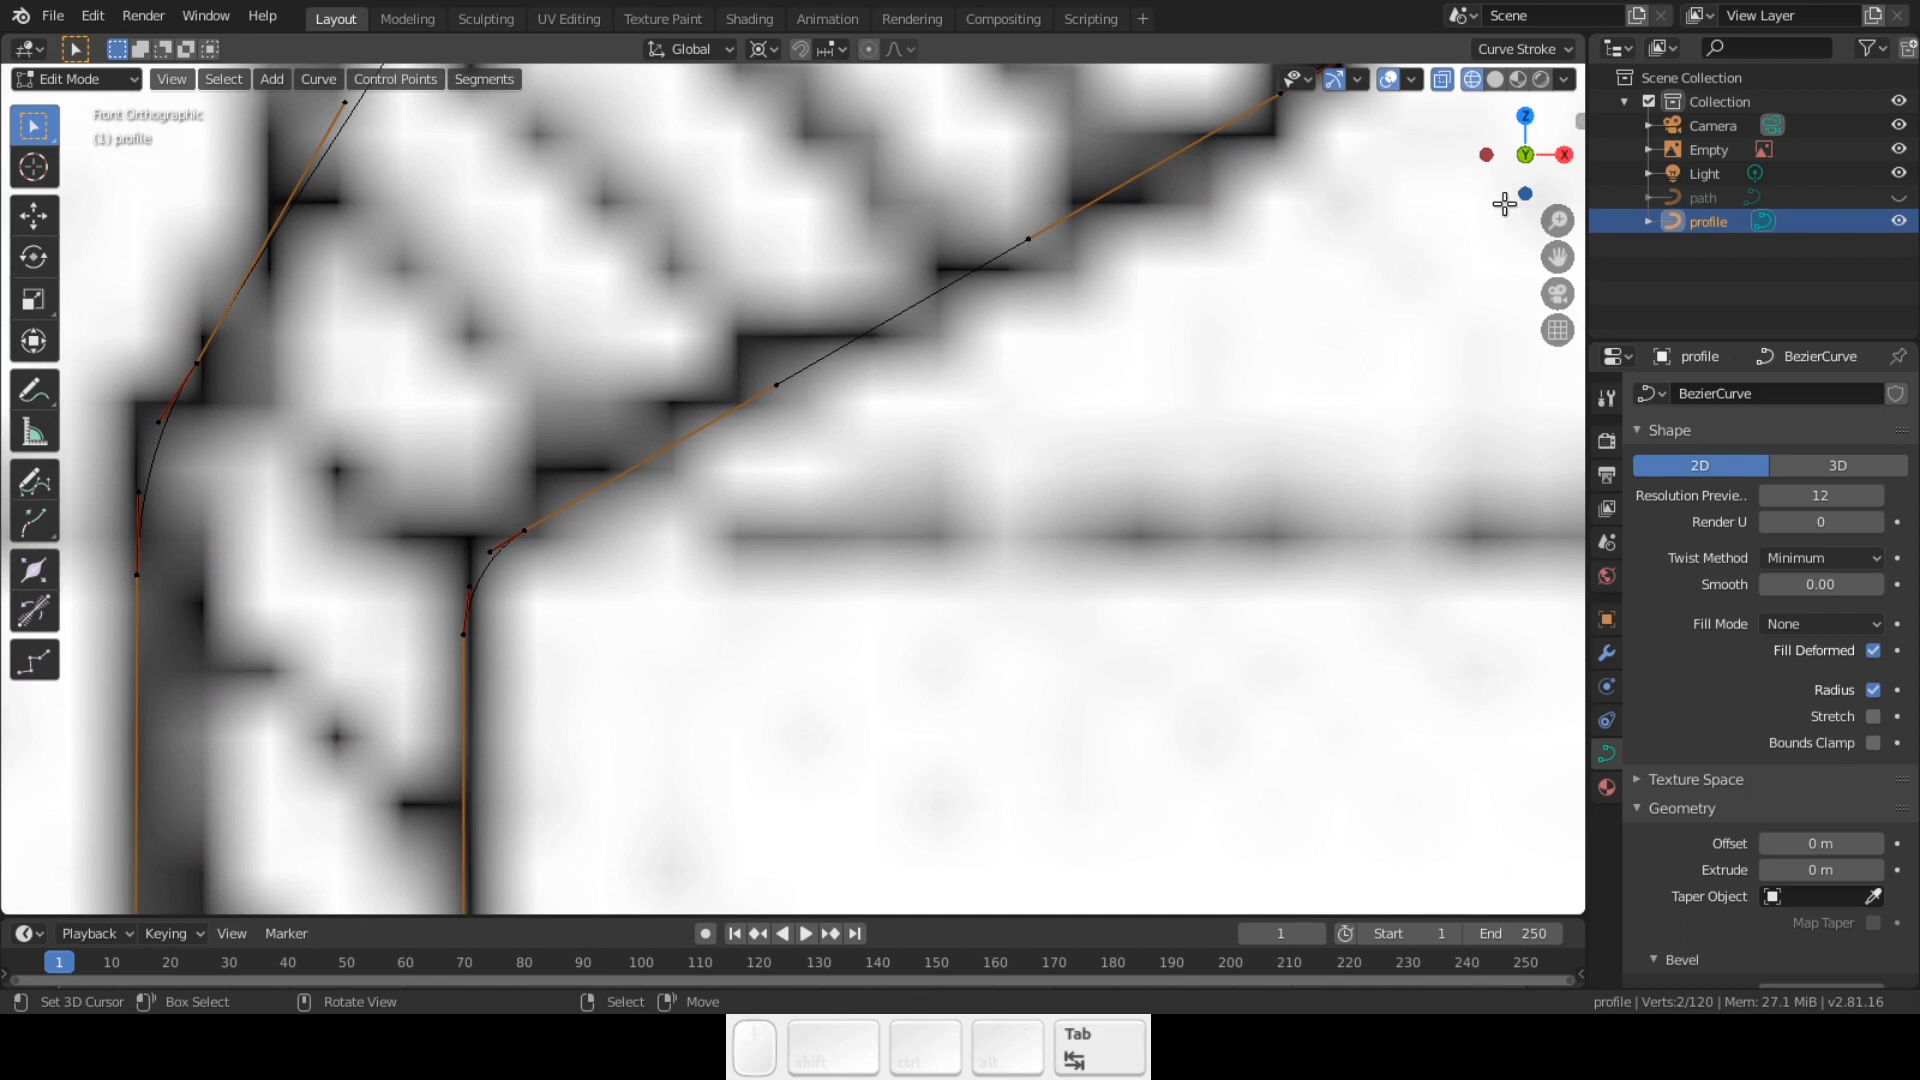 File Edit Render Window Help Layout Modeling Sculpting UV Editing Texture Paint Shading Animation Rendering Compositing Scripting + Scene View Layer
Global Curve Stroke
Edit Mode View Select Add Curve Control Points Segments
Front Orthographic
(1) profile
Z
Y
X
Scene Collection
Collection
Camera
Empty
Light
path
profile
profile BezierCurve
BezierCurve
Shape
2D 3D
Resolution Previe.. 12
Render U 0
Twist Method Minimum
Smooth 0.00
Fill Mode None
Fill Deformed
Radius
Stretch
Bounds Clamp
Texture Space
Geometry
Offset 0 m
Extrude 0 m
Taper Object
Map Taper
Bevel
Playback Keying View Marker 1 Start 1 End 250
1 10 20 30 40 50 60 70 80 90 100 110 120 130 140 150 160 170 180 190 200 210 220 230 240 250
Set 3D Cursor Box Select Rotate View Select Move profile | Verts:2/120 | Mem: 27.1 MiB | v2.81.16
shift ctrl alt Tab